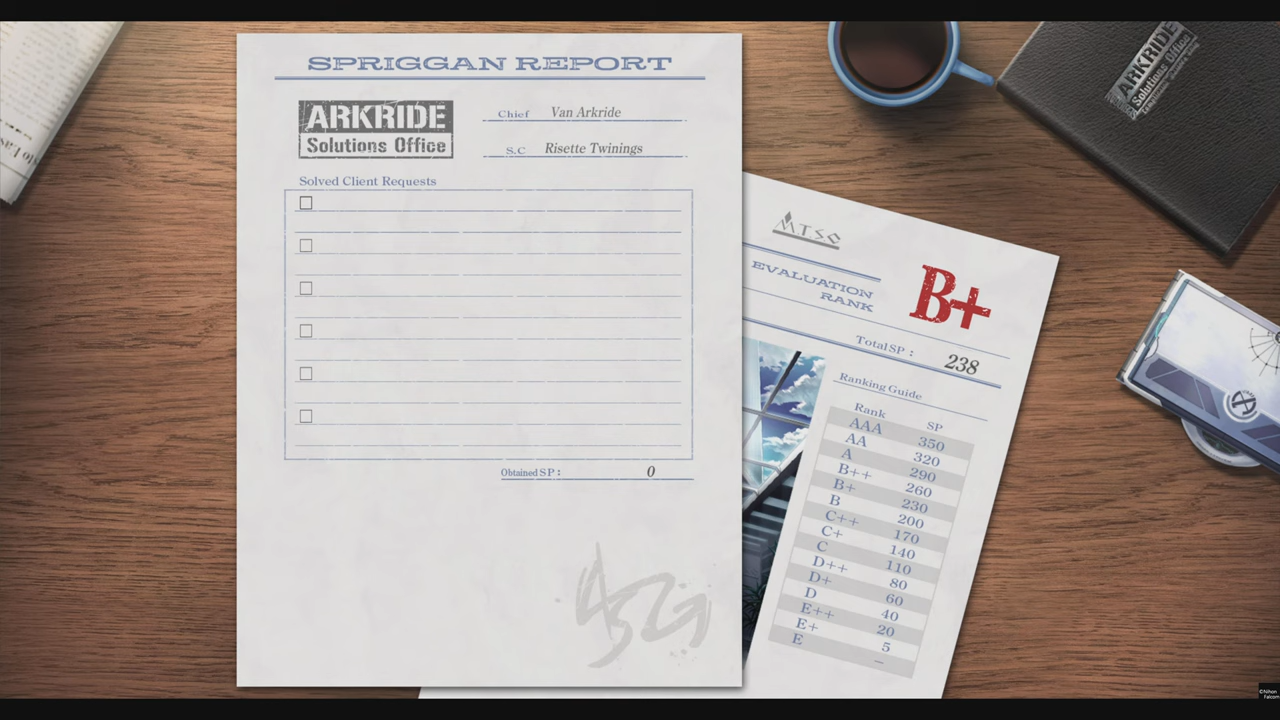 SPRIGGAN REPORT
ARKRIDE
Solutions Office
Chief Van Arkride
S.C Risette Twinings
Solved Client Requests
Obtained SP : 0
MTSC
EVALUATION
RANK
B+
Total SP : 238
Ranking Guide
Rank SP
AAA 350
AA 320
A 290
B++ 260
B+ 230
B 200
C++ 170
C+ 140
C 110
D++ 80
D+ 60
D 40
E++ 20
E+ 5
E –
ARKRIDE
Solutions Office
©Nihon
Falcom